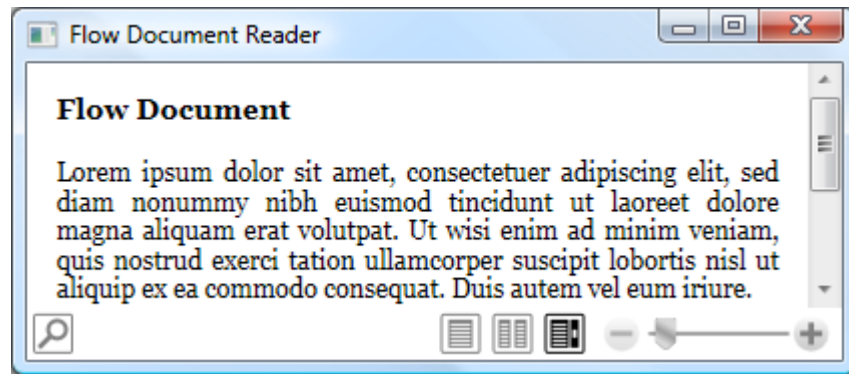 Flow Document Reader
Flow Document
Lorem ipsum dolor sit amet, consectetuer adipiscing elit, sed
diam nonummy nibh euismod tincidunt ut laoreet dolore
magna aliquam erat volutpat. Ut wisi enim ad minim veniam,
quis nostrud exerci tation ullamcorper suscipit lobortis nisl ut
aliquip ex ea commodo consequat. Duis autem vel eum iriure.